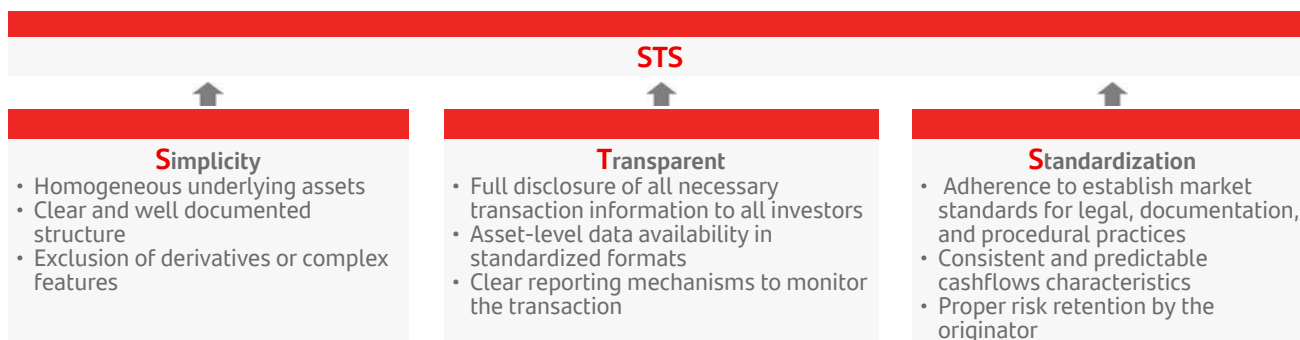 STS
Simplicity
• Homogeneous underlying assets
• Clear and well documented
structure
• Exclusion of derivatives or complex
features
Transparent
• Full disclosure of all necessary
transaction information to all investors
• Asset-level data availability in
standardized formats
• Clear reporting mechanisms to monitor
the transaction
Standardization
• Adherence to establish market
standards for legal, documentation,
and procedural practices
• Consistent and predictable
cashflows characteristics
• Proper risk retention by the
originator